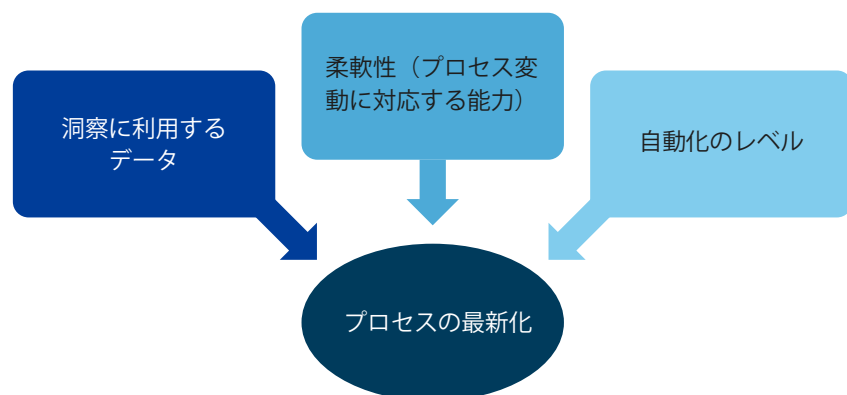 洞察に利用する
データ
柔軟性（プロセス変
動に対応する能力）
自動化のレベル
プロセスの最新化